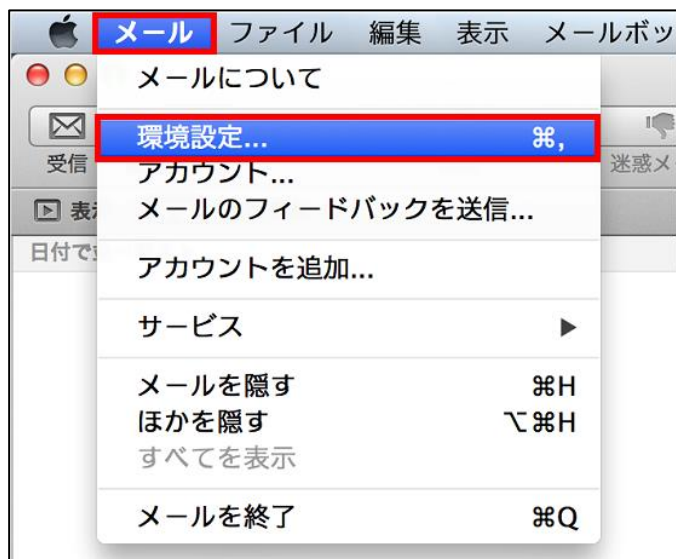 メール ファイル 編集 表示 メールボッ
メールについて
環境設定... ⌘,
アカウント...
メールのフィードバックを送信...
アカウントを追加...
サービス ▶
メールを隠す ⌘H
ほかを隠す ⌥⌘H
すべてを表示
メールを終了 ⌘Q
受信
迷惑メ
表
日付で